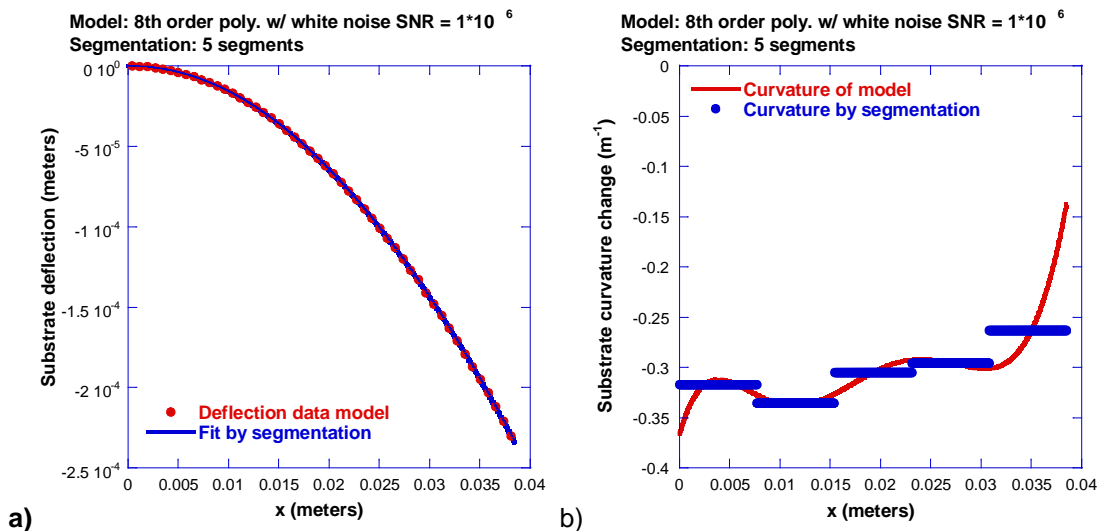 Model: 8th order poly. w/ white noise SNR = 1*10 6
Segmentation: 5 segments
0 10 0
-5 10 -5
-1 10 -4
-1.5 10 -4
-2 10 -4
-2.5 10 -4
Substrate deflection (meters)
Deflection data model
Fit by segmentation
0 0.005 0.01 0.015 0.02 0.025 0.03 0.035 0.04
x (meters)
a)
Model: 8th order poly. w/ white noise SNR = 1*10 6
Segmentation: 5 segments
0
-0.05
-0.1
-0.15
-0.2
-0.25
-0.3
-0.35
-0.4
Substrate curvature change (m-1)
Curvature of model
Curvature by segmentation
0 0.005 0.01 0.015 0.02 0.025 0.03 0.035 0.04
x (meters)
b)